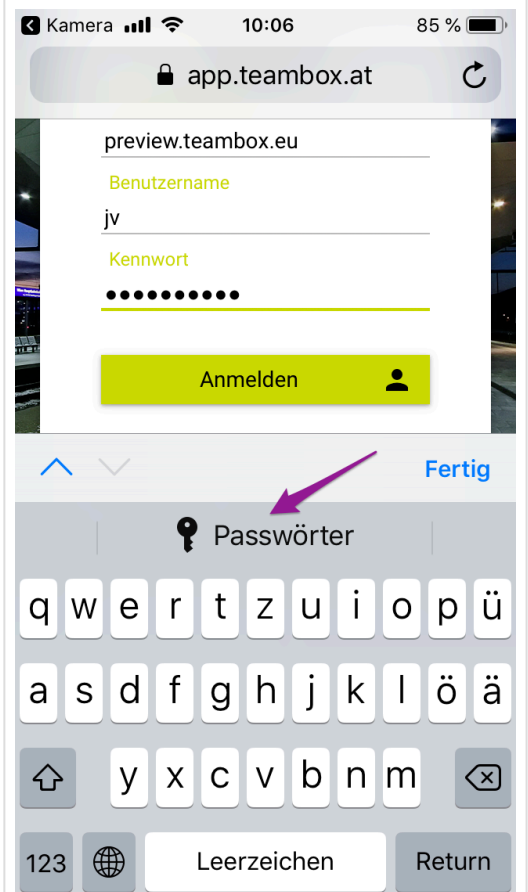 Kamera 10:06 85 %
app.teambox.at
preview.teambox.eu
Benutzername
jv
Kennwort
••••••••••
Anmelden
Fertig
Passwörter
q w e r t z u i o p ü
a s d f g h j k l ö ä
y x c v b n m
123 Leerzeichen Return